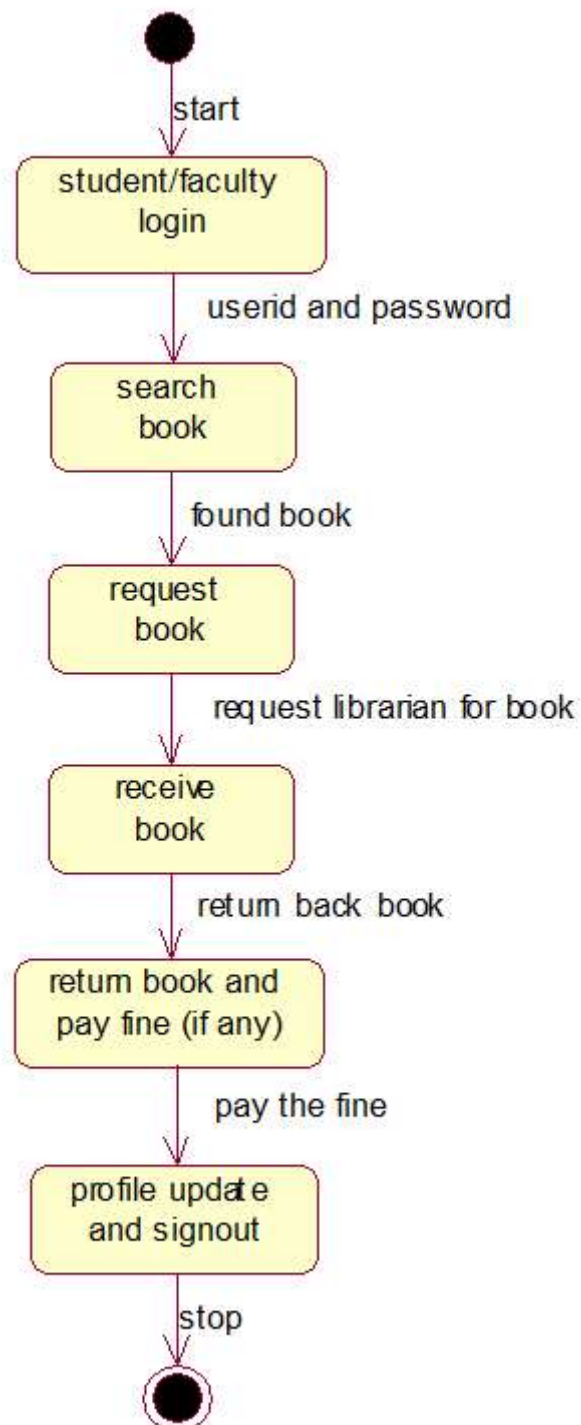 start
student/faculty
login
userid and password
search
book
found book
request
book
request librarian for book
receive
book
return back book
return book and
pay fine (if any)
pay the fine
profile update
and signout
stop